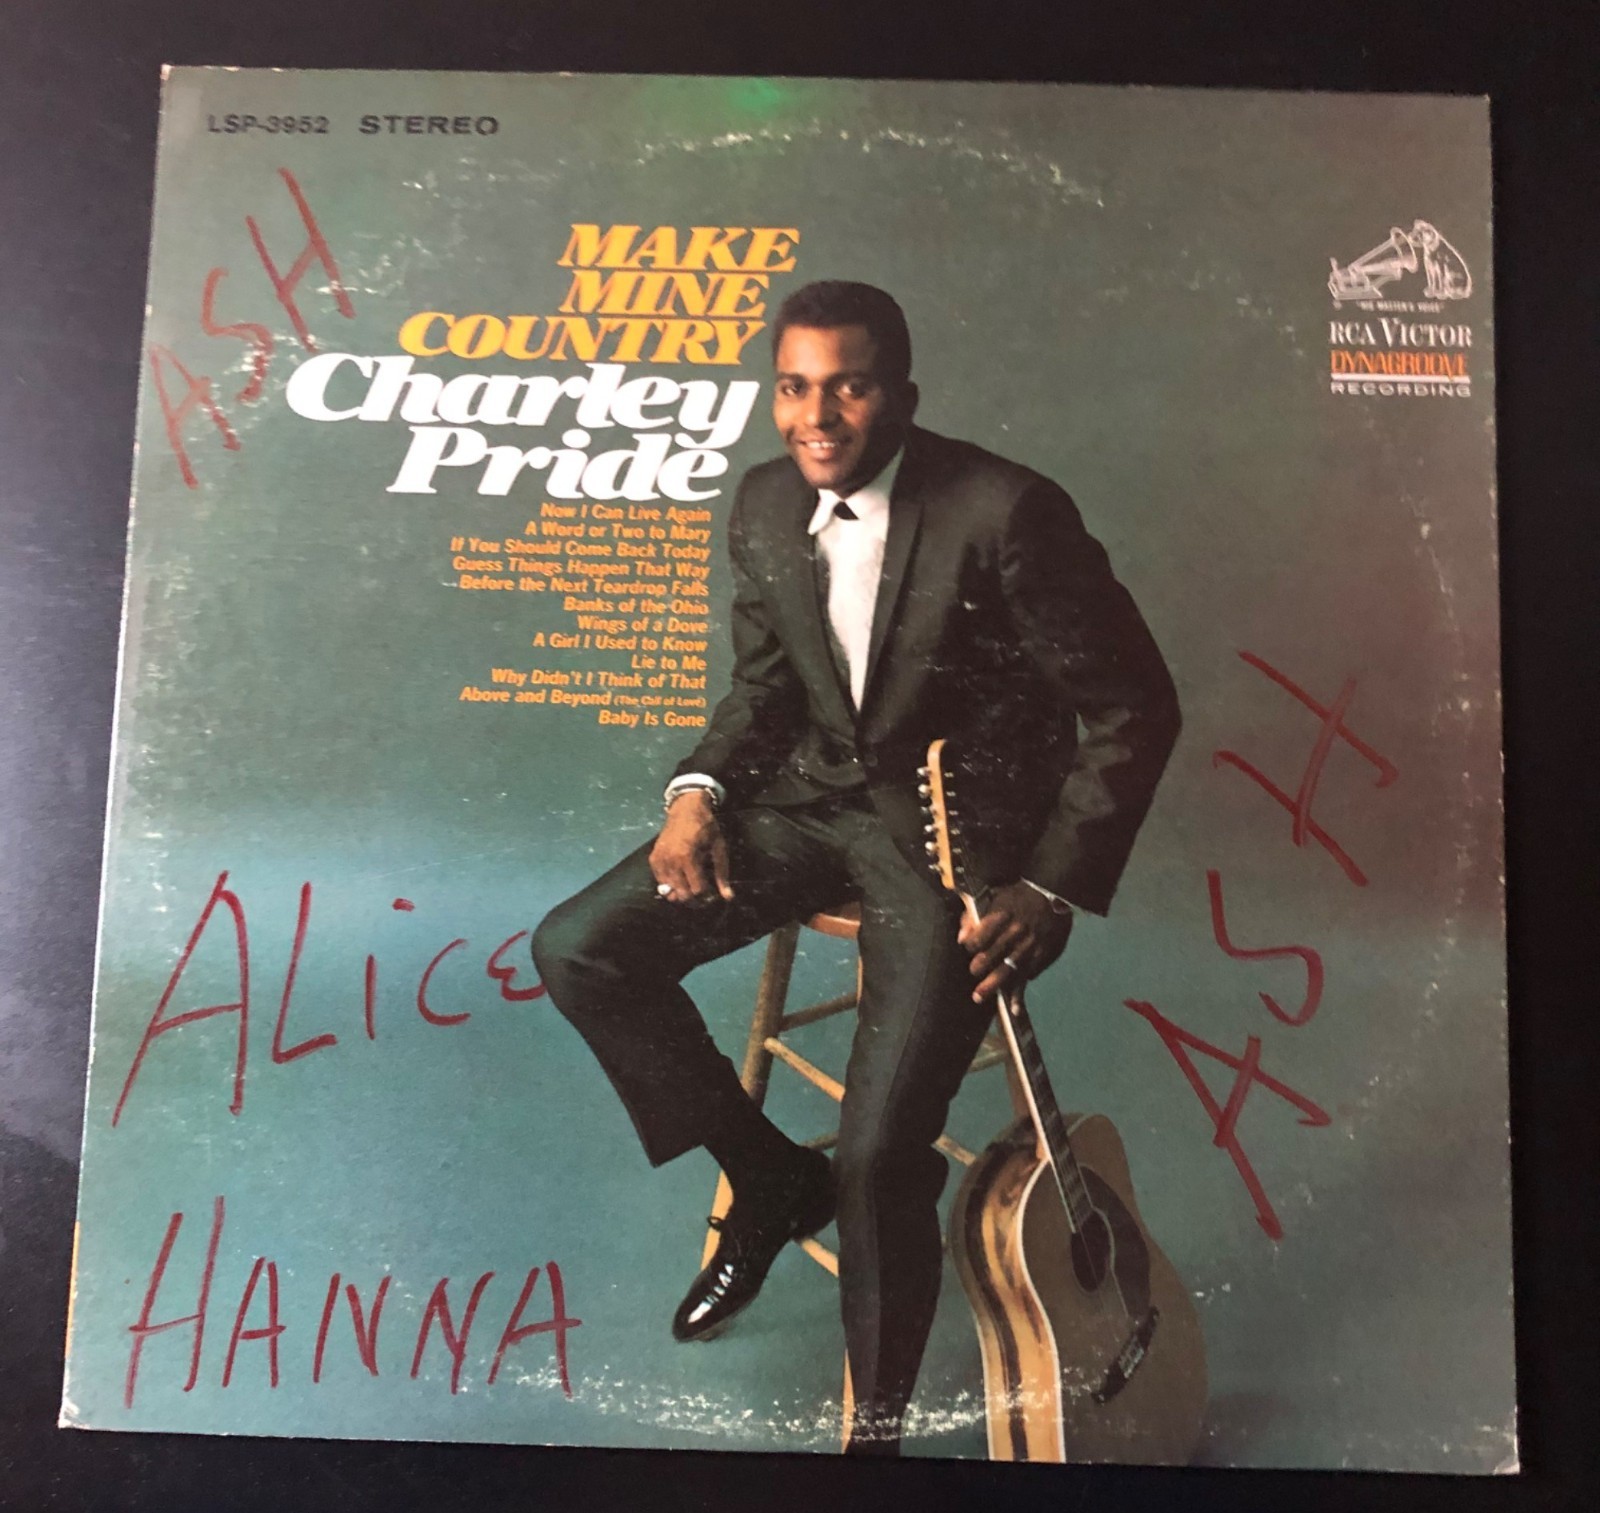 LSP-3952 STEREO
ASH
MAKE
MINE
COUNTRY
Charley
Pride
Now I Can Live Again
A Word or Two to Mary
If You Should Come Back Today
Guess Things Happen That Way
Before the Next Teardrop Falls
Banks of the Ohio
Wings of a Dove
A Girl I Used to Know
Lie to Me
Why Didn't I Think of That
Above and Beyond (The Call of Love)
Baby Is Gone
"HIS MASTER'S VOICE"
RCA VICTOR
DYNAGROOVE
RECORDING
ASH
ALiCE
HANNA